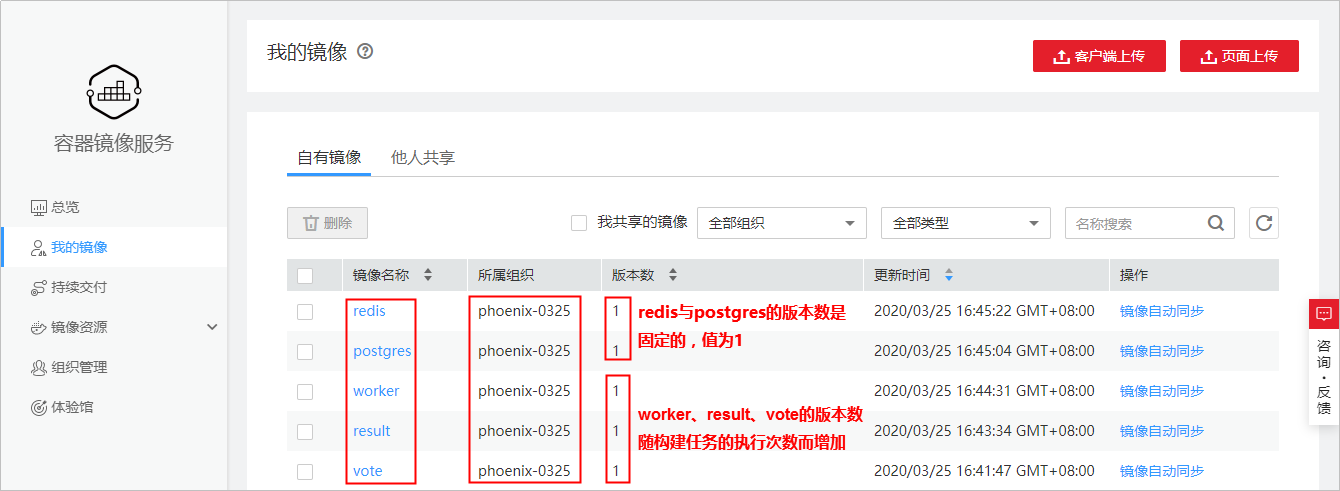 我的镜像
客户端上传
页面上传
容器镜像服务
总览
我的镜像
持续交付
镜像资源
组织管理
体验馆
自有镜像 他人共享
删除 我共享的镜像 全部组织 全部类型 名称搜索
镜像名称 所属组织 版本数 更新时间 操作
redis phoenix-0325 1 2020/03/25 16:45:22 GMT+08:00 镜像自动同步
postgres phoenix-0325 1 2020/03/25 16:45:04 GMT+08:00 镜像自动同步
worker phoenix-0325 1 2020/03/25 16:44:31 GMT+08:00 镜像自动同步
result phoenix-0325 1 2020/03/25 16:43:34 GMT+08:00 镜像自动同步
vote phoenix-0325 1 2020/03/25 16:41:47 GMT+08:00 镜像自动同步
redis与postgres的版本数是
固定的，值为1
worker、result、vote的版本数
随构建任务的执行次数而增加
咨询·反馈